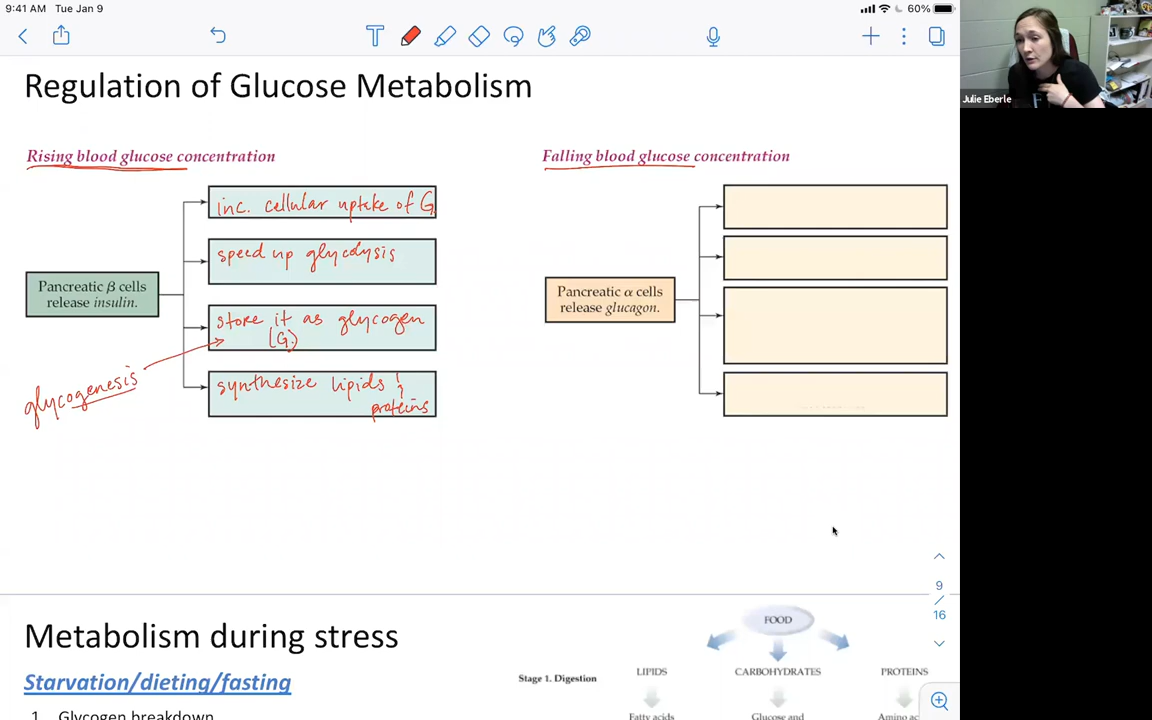 9:41 AM Tue Jan 9
60%
Julie Eberle
Regulation of Glucose Metabolism
Rising blood glucose concentration
Pancreatic β cells
release insulin.
inc. cellular uptake of G
speed up glycolysis
store it as glycogen
(G)
synthesize lipids &
proteins
glycogenesis
Falling blood glucose concentration
Pancreatic α cells
release glucagon.
9
/
16
Metabolism during stress
Starvation/dieting/fasting
1. Glycogen breakdown
FOOD
Stage 1. Digestion
LIPIDS
CARBOHYDRATES
PROTEINS
Fatty acids
Glucose and
Amino ac